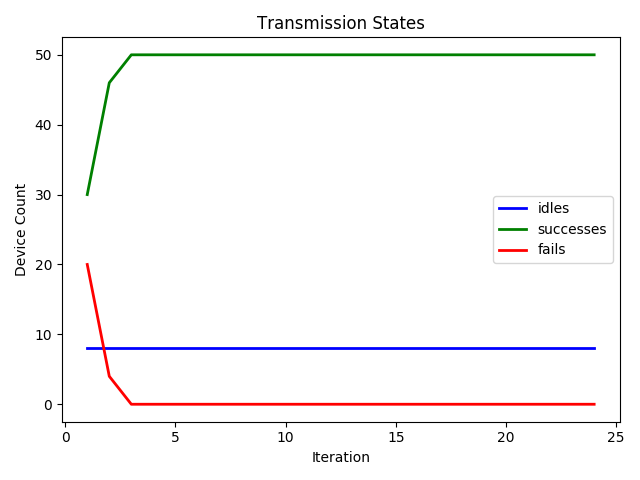 Transmission States
50
40
30
20
10
0
Device Count
idles
successes
fails
0 5 10 15 20 25
Iteration